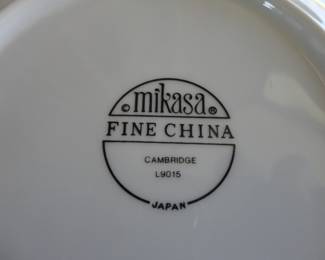 © mikasa ®
FINE CHINA
CAMBRIDGE
L9015
JAPAN